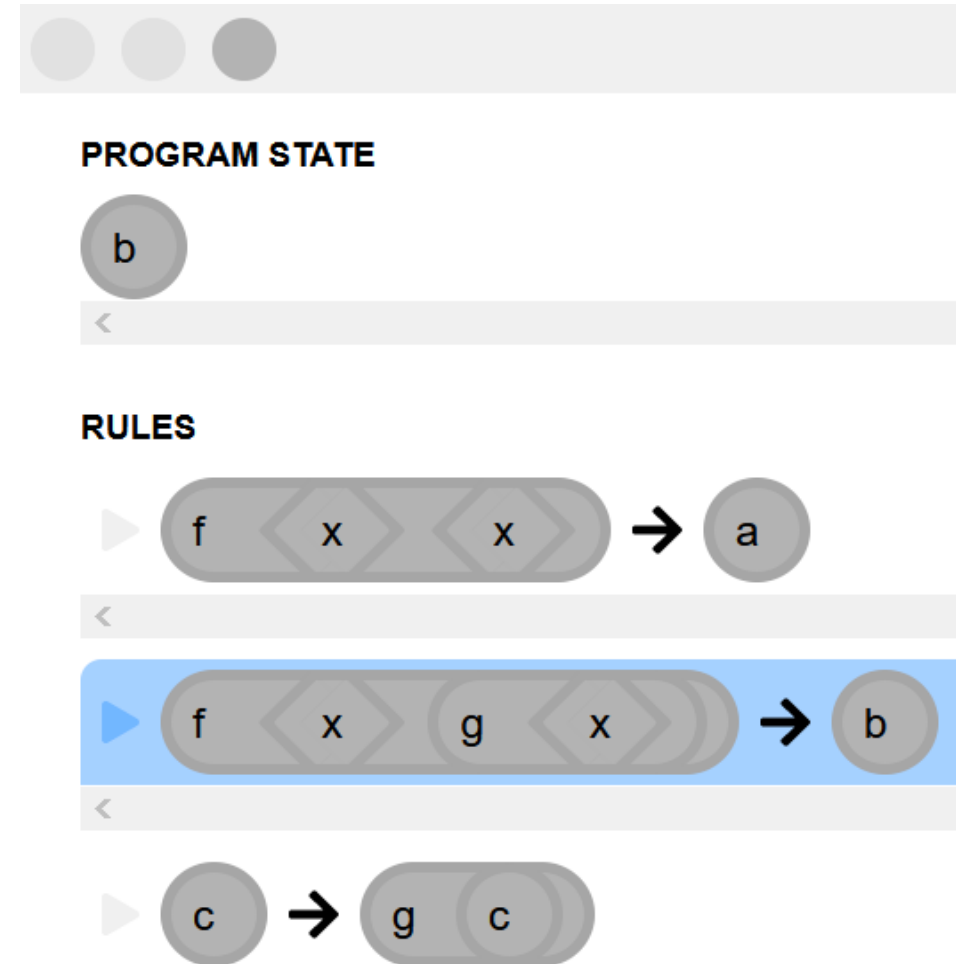 PROGRAM STATE
b
RULES
f x x → a
f x g x → b
c → g c